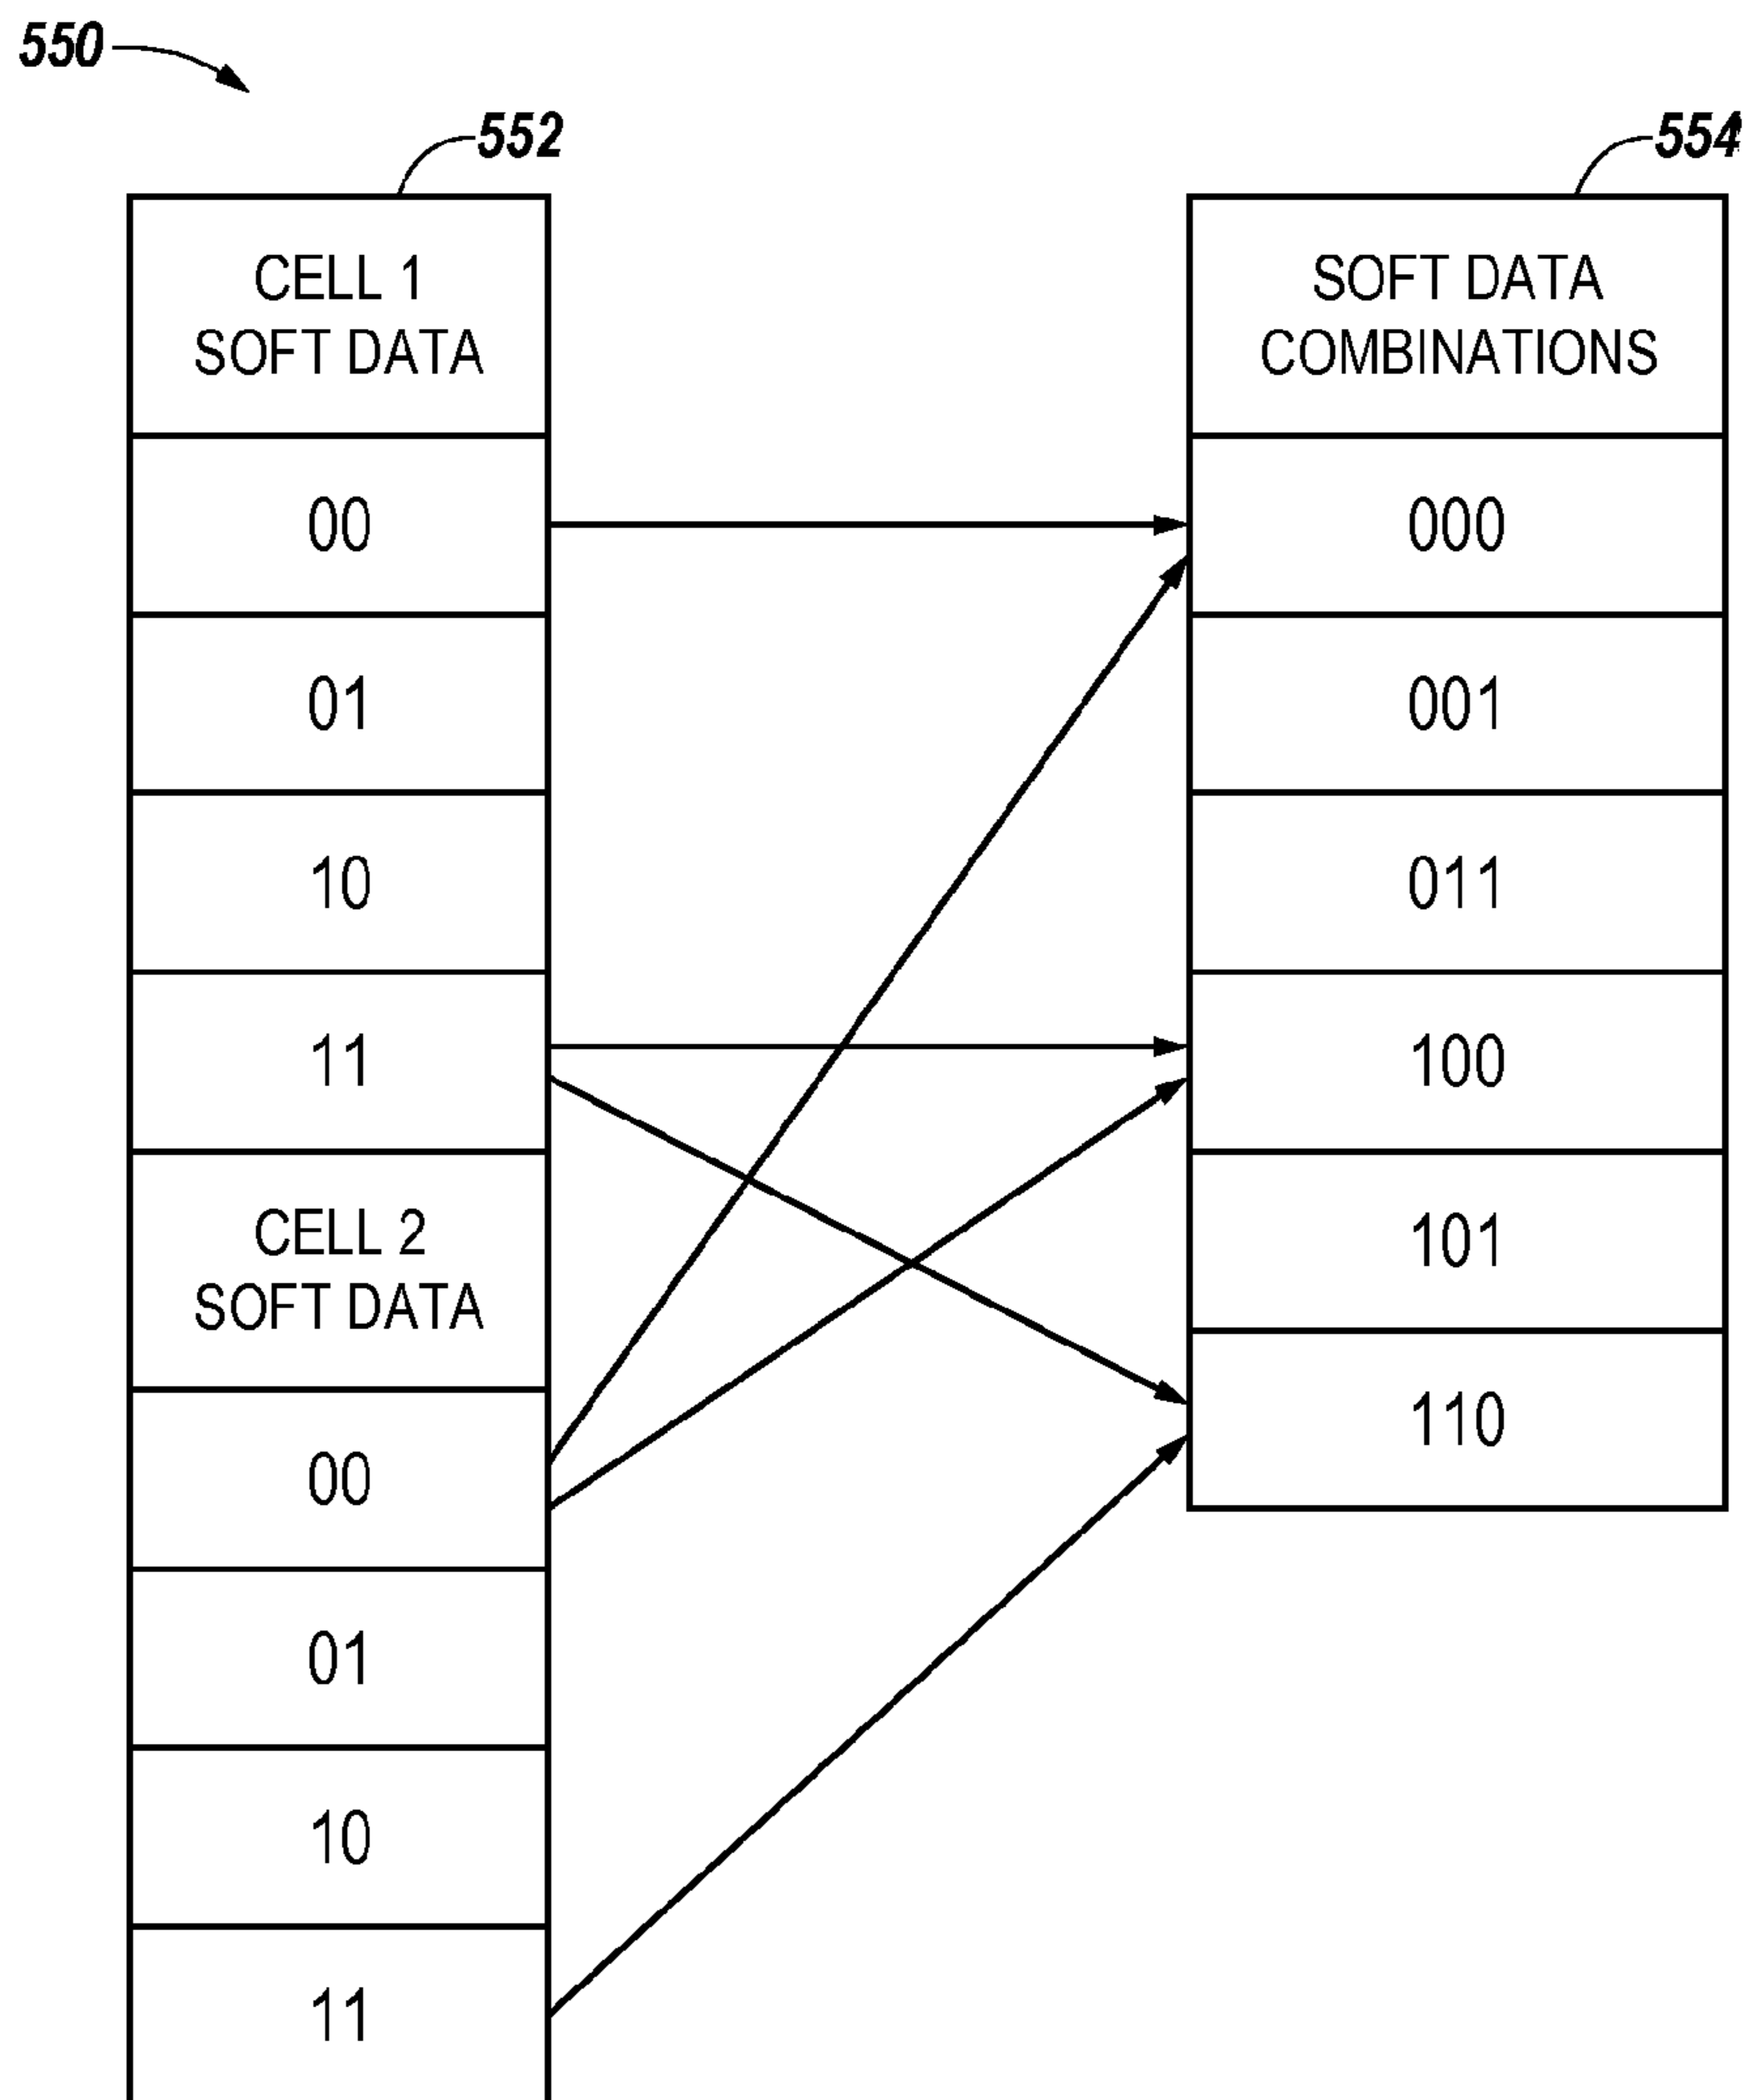 550
552
554
CELL 1
SOFT DATA
00
01
10
11
CELL 2
SOFT DATA
00
01
10
11
SOFT DATA
COMBINATIONS
000
001
011
100
101
110